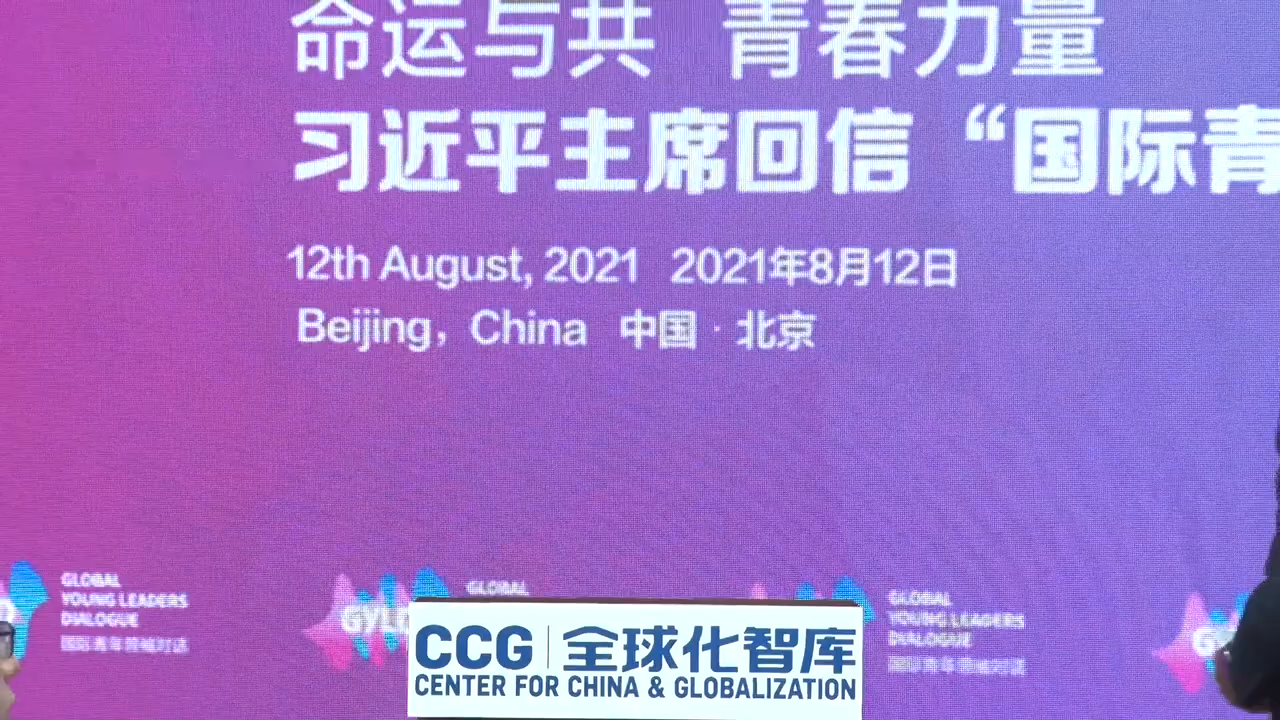 命运与共 青春力量
习近平主席回信 “国际青
12th August, 2021 2021年8月12日
Beijing, China 中国 · 北京
GLOBAL
YOUNG LEADERS
DIALOGUE
国际青年领袖对话
GLOBAL
GLOBAL
YOUNG LEADERS
DIALOGUE
国际青年领袖对话
CCG 全球化智库
CENTER FOR CHINA & GLOBALIZATION